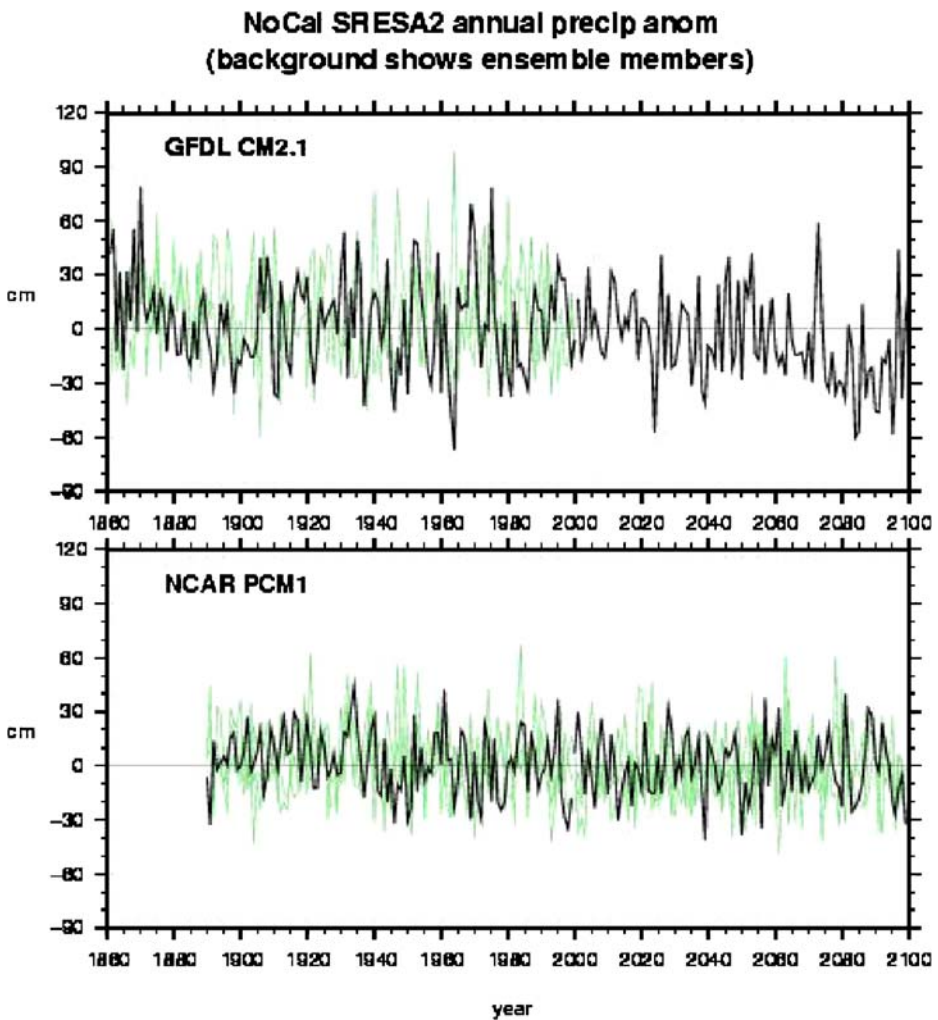 NoCal SRESA2 annual precip anom
(background shows ensemble members)
120
90
60
30
0
−30
−60
−90
cm
GFDL CM2.1
1860 1880 1900 1920 1940 1960 1980 2000 2020 2040 2060 2080 2100
120
90
60
30
0
−30
−60
−90
cm
NCAR PCM1
1860 1880 1900 1920 1940 1960 1980 2000 2020 2040 2060 2080 2100
year